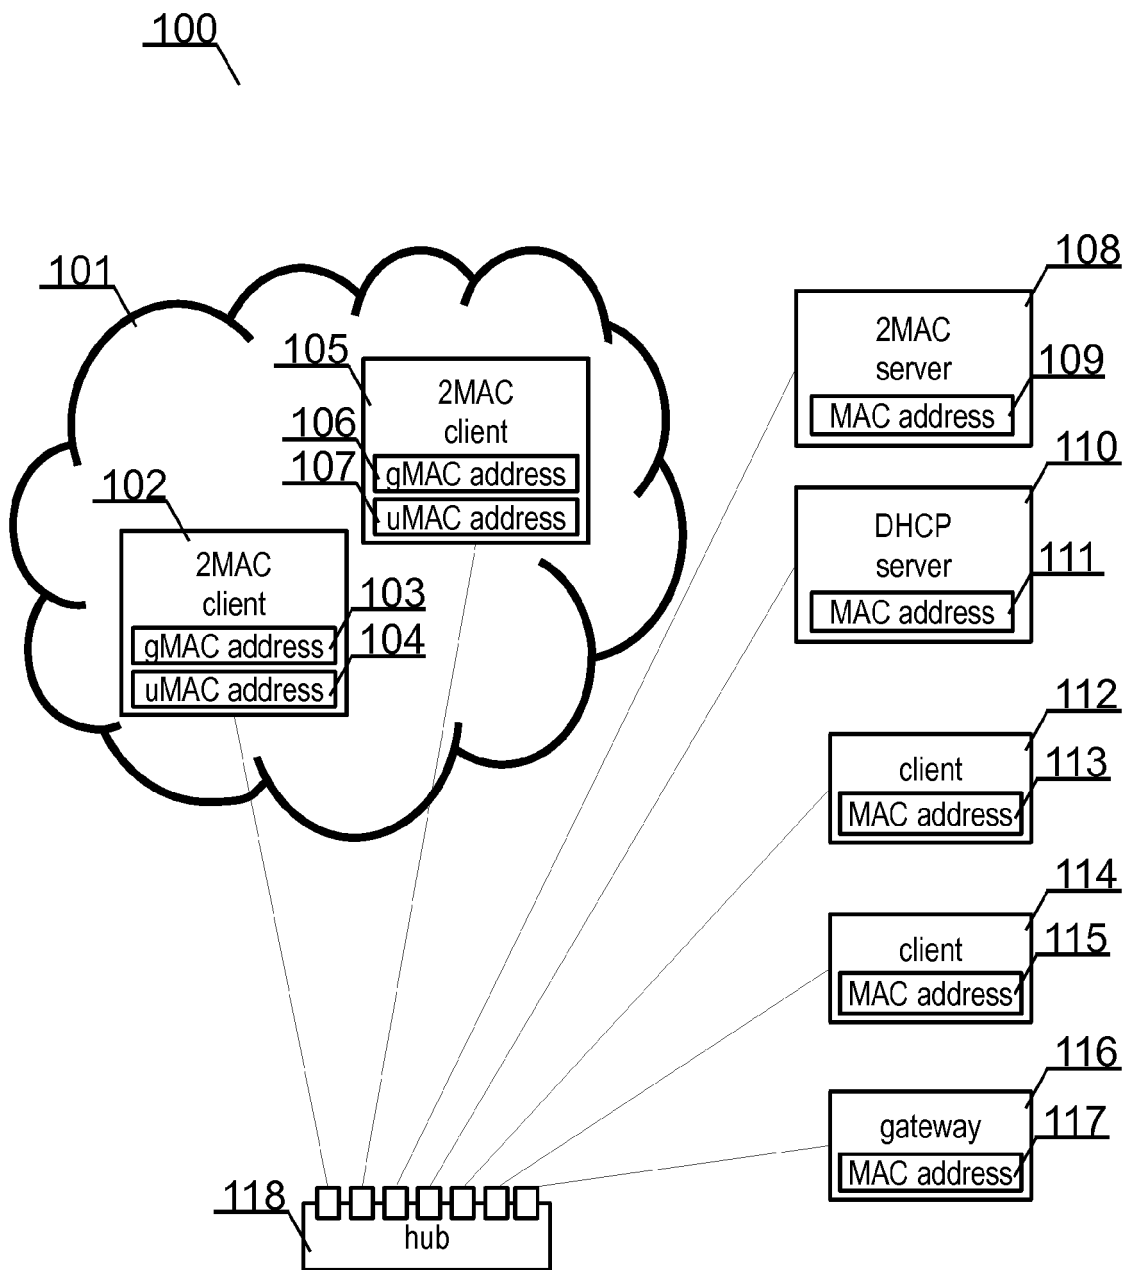 100
101
105
2MAC
client
106
gMAC address
107
uMAC address
102
2MAC
client
103
gMAC address
104
uMAC address
108
2MAC
server
109
MAC address
110
DHCP
server
111
MAC address
112
client
113
MAC address
114
client
115
MAC address
116
gateway
117
MAC address
118
hub